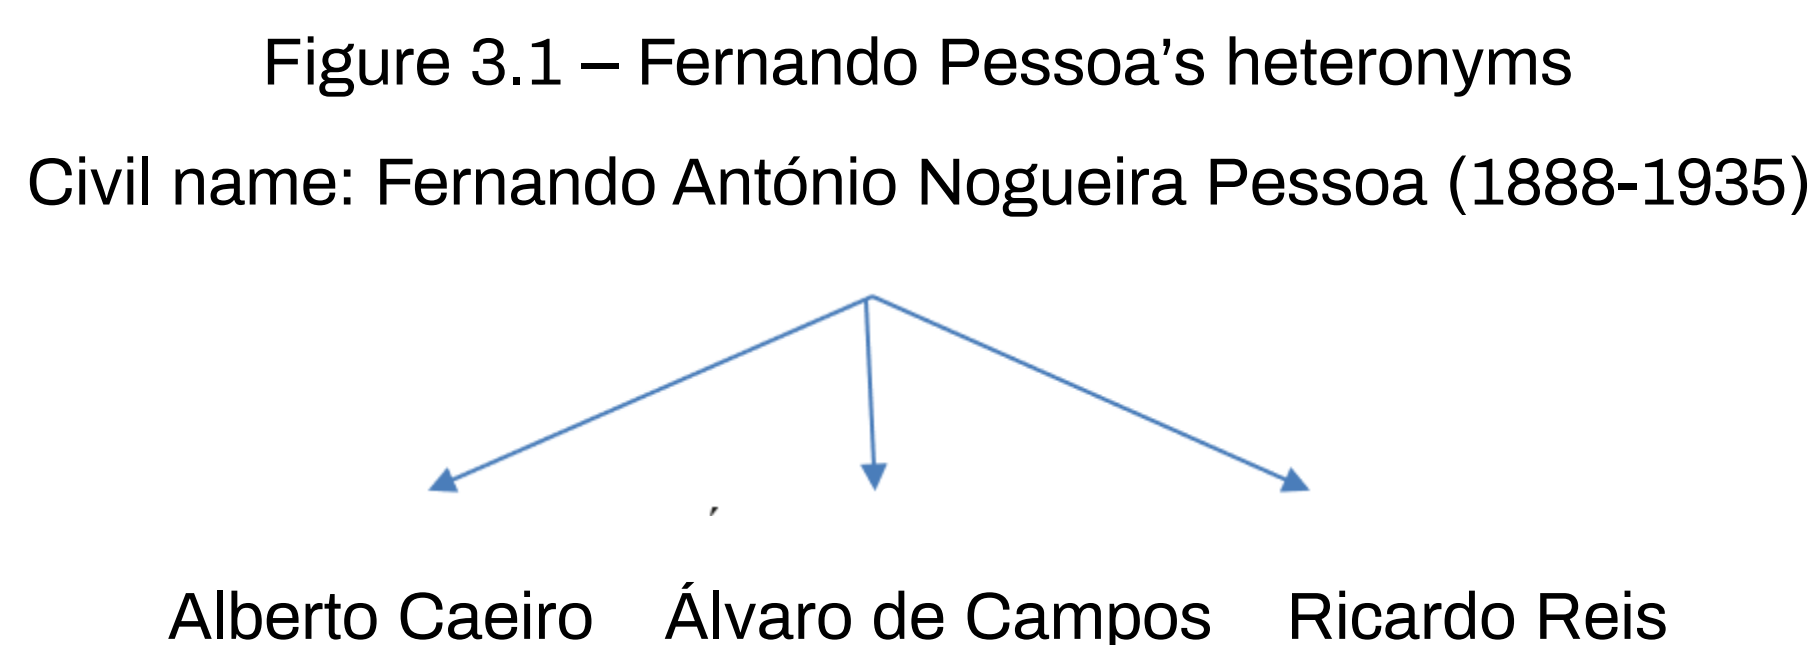 Figure 3.1 – Fernando Pessoa’s heteronyms
Civil name: Fernando António Nogueira Pessoa (1888-1935)
Alberto Caeiro Álvaro de Campos Ricardo Reis